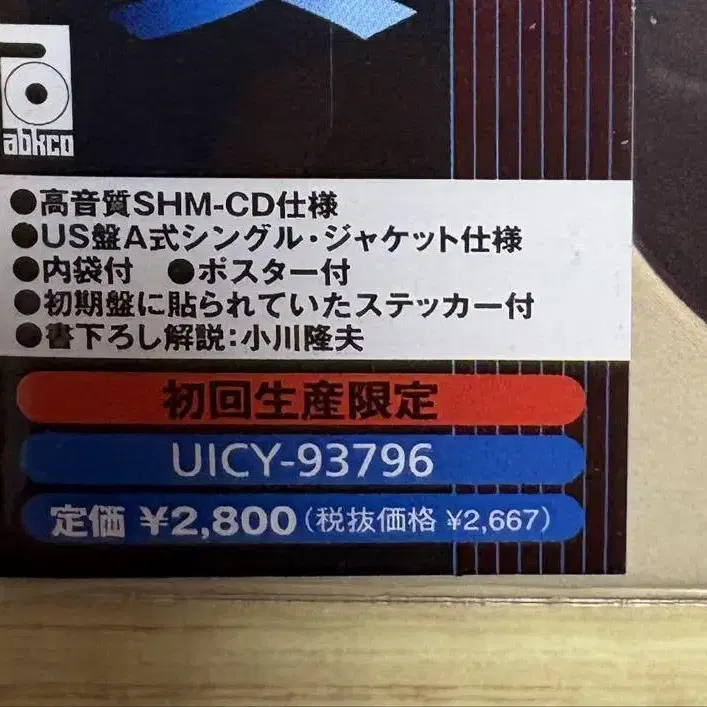 abkco
●高音質SHM-CD仕様
●US盤A式シングル・ジャケット仕様
●内袋付　●ポスター付
●初期盤に貼られていたステッカー付
●書下ろし解説:小川隆夫
初回生産限定
UICY-93796
定価 ¥2,800(税抜価格 ¥2,667)